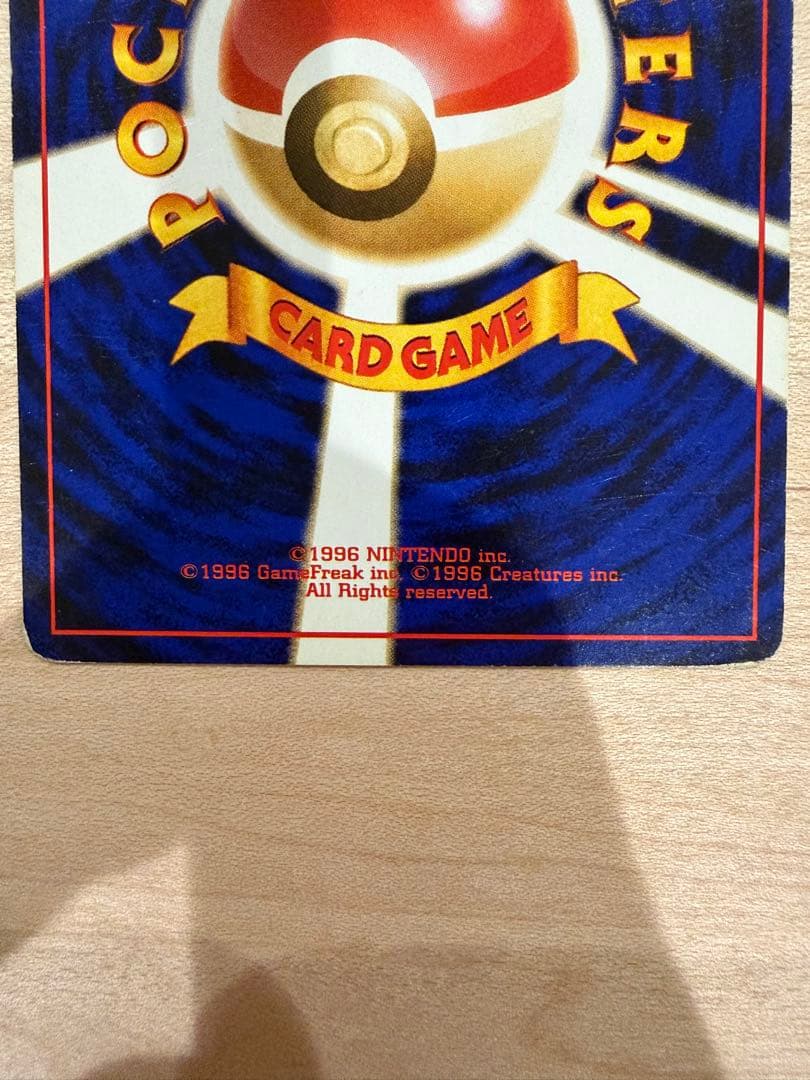 POC
ERS
CARD GAME
©1996 NINTENDO inc.
©1996 GameFreak inc. ©1996 Creatures inc.
All Rights reserved.